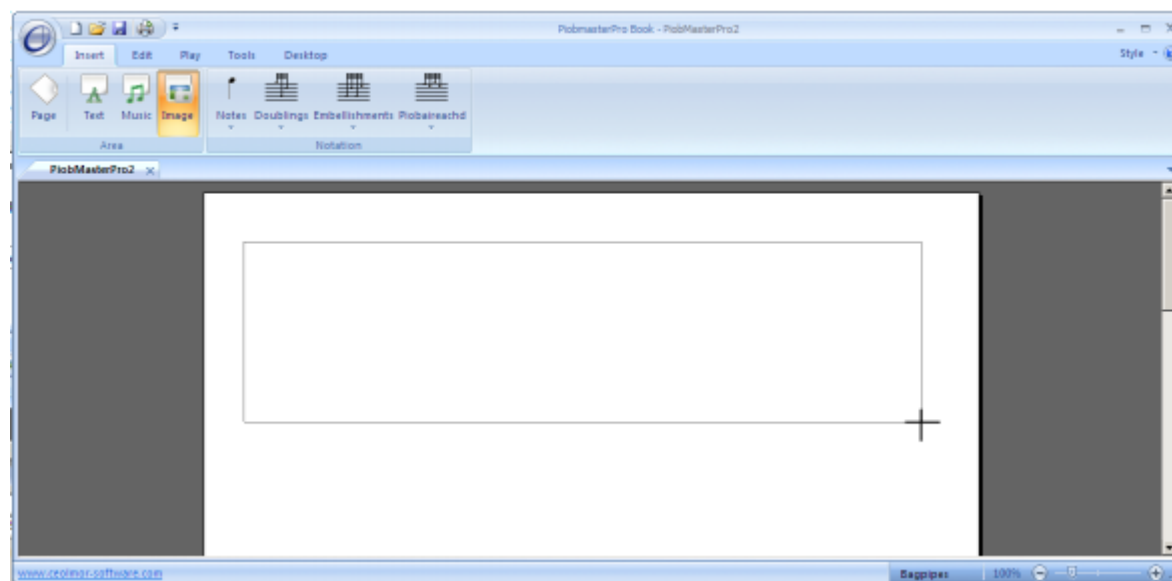 PiobmasterPro Book - PiobMasterPro2
Insert Edit Play Tools Desktop Style
Page Text Music Image Notes Doublings Embellishments Piobaireachd
Area Notation
PiobMasterPro2
www.ceolmor-software.com Bagpipes 100%